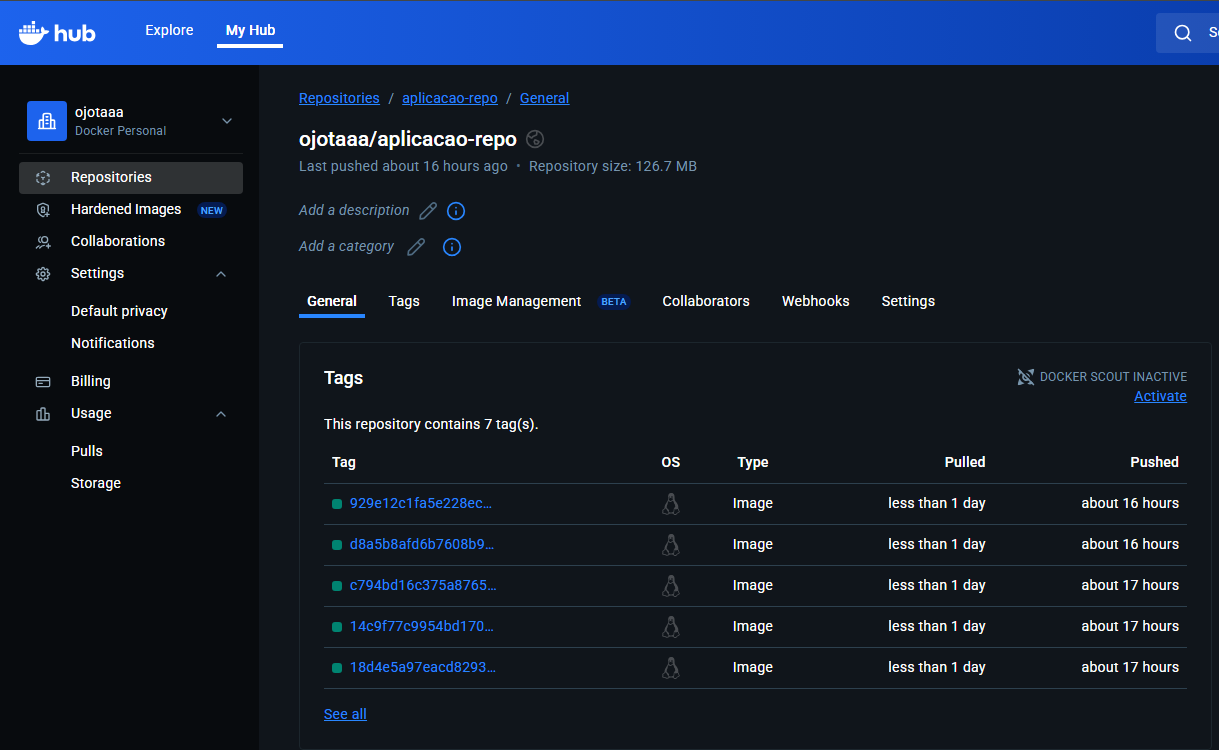 hub Explore My Hub
ojotaaa
Docker Personal
Repositories
Hardened Images NEW
Collaborations
Settings
Default privacy
Notifications
Billing
Usage
Pulls
Storage
Repositories / aplicacao-repo / General
ojotaaa/aplicacao-repo
Last pushed about 16 hours ago • Repository size: 126.7 MB
Add a description
Add a category
General Tags Image Management BETA Collaborators Webhooks Settings
Tags
DOCKER SCOUT INACTIVE
Activate
This repository contains 7 tag(s).
Tag OS Type Pulled Pushed
929e12c1fa5e228ec... Image less than 1 day about 16 hours
d8a5b8afd6b7608b9... Image less than 1 day about 16 hours
c794bd16c375a8765... Image less than 1 day about 17 hours
14c9f77c9954bd170... Image less than 1 day about 17 hours
18d4e5a97eacd8293... Image less than 1 day about 17 hours
See all